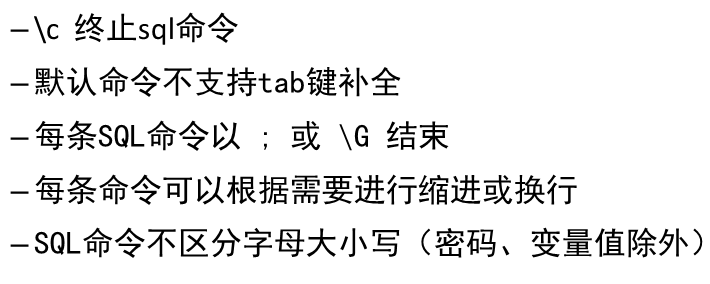 –\c 终止sql命令
–默认命令不支持tab键补全
–每条SQL命令以 ; 或 \G 结束
–每条命令可以根据需要进行缩进或换行
–SQL命令不区分字母大小写（密码、变量值除外）